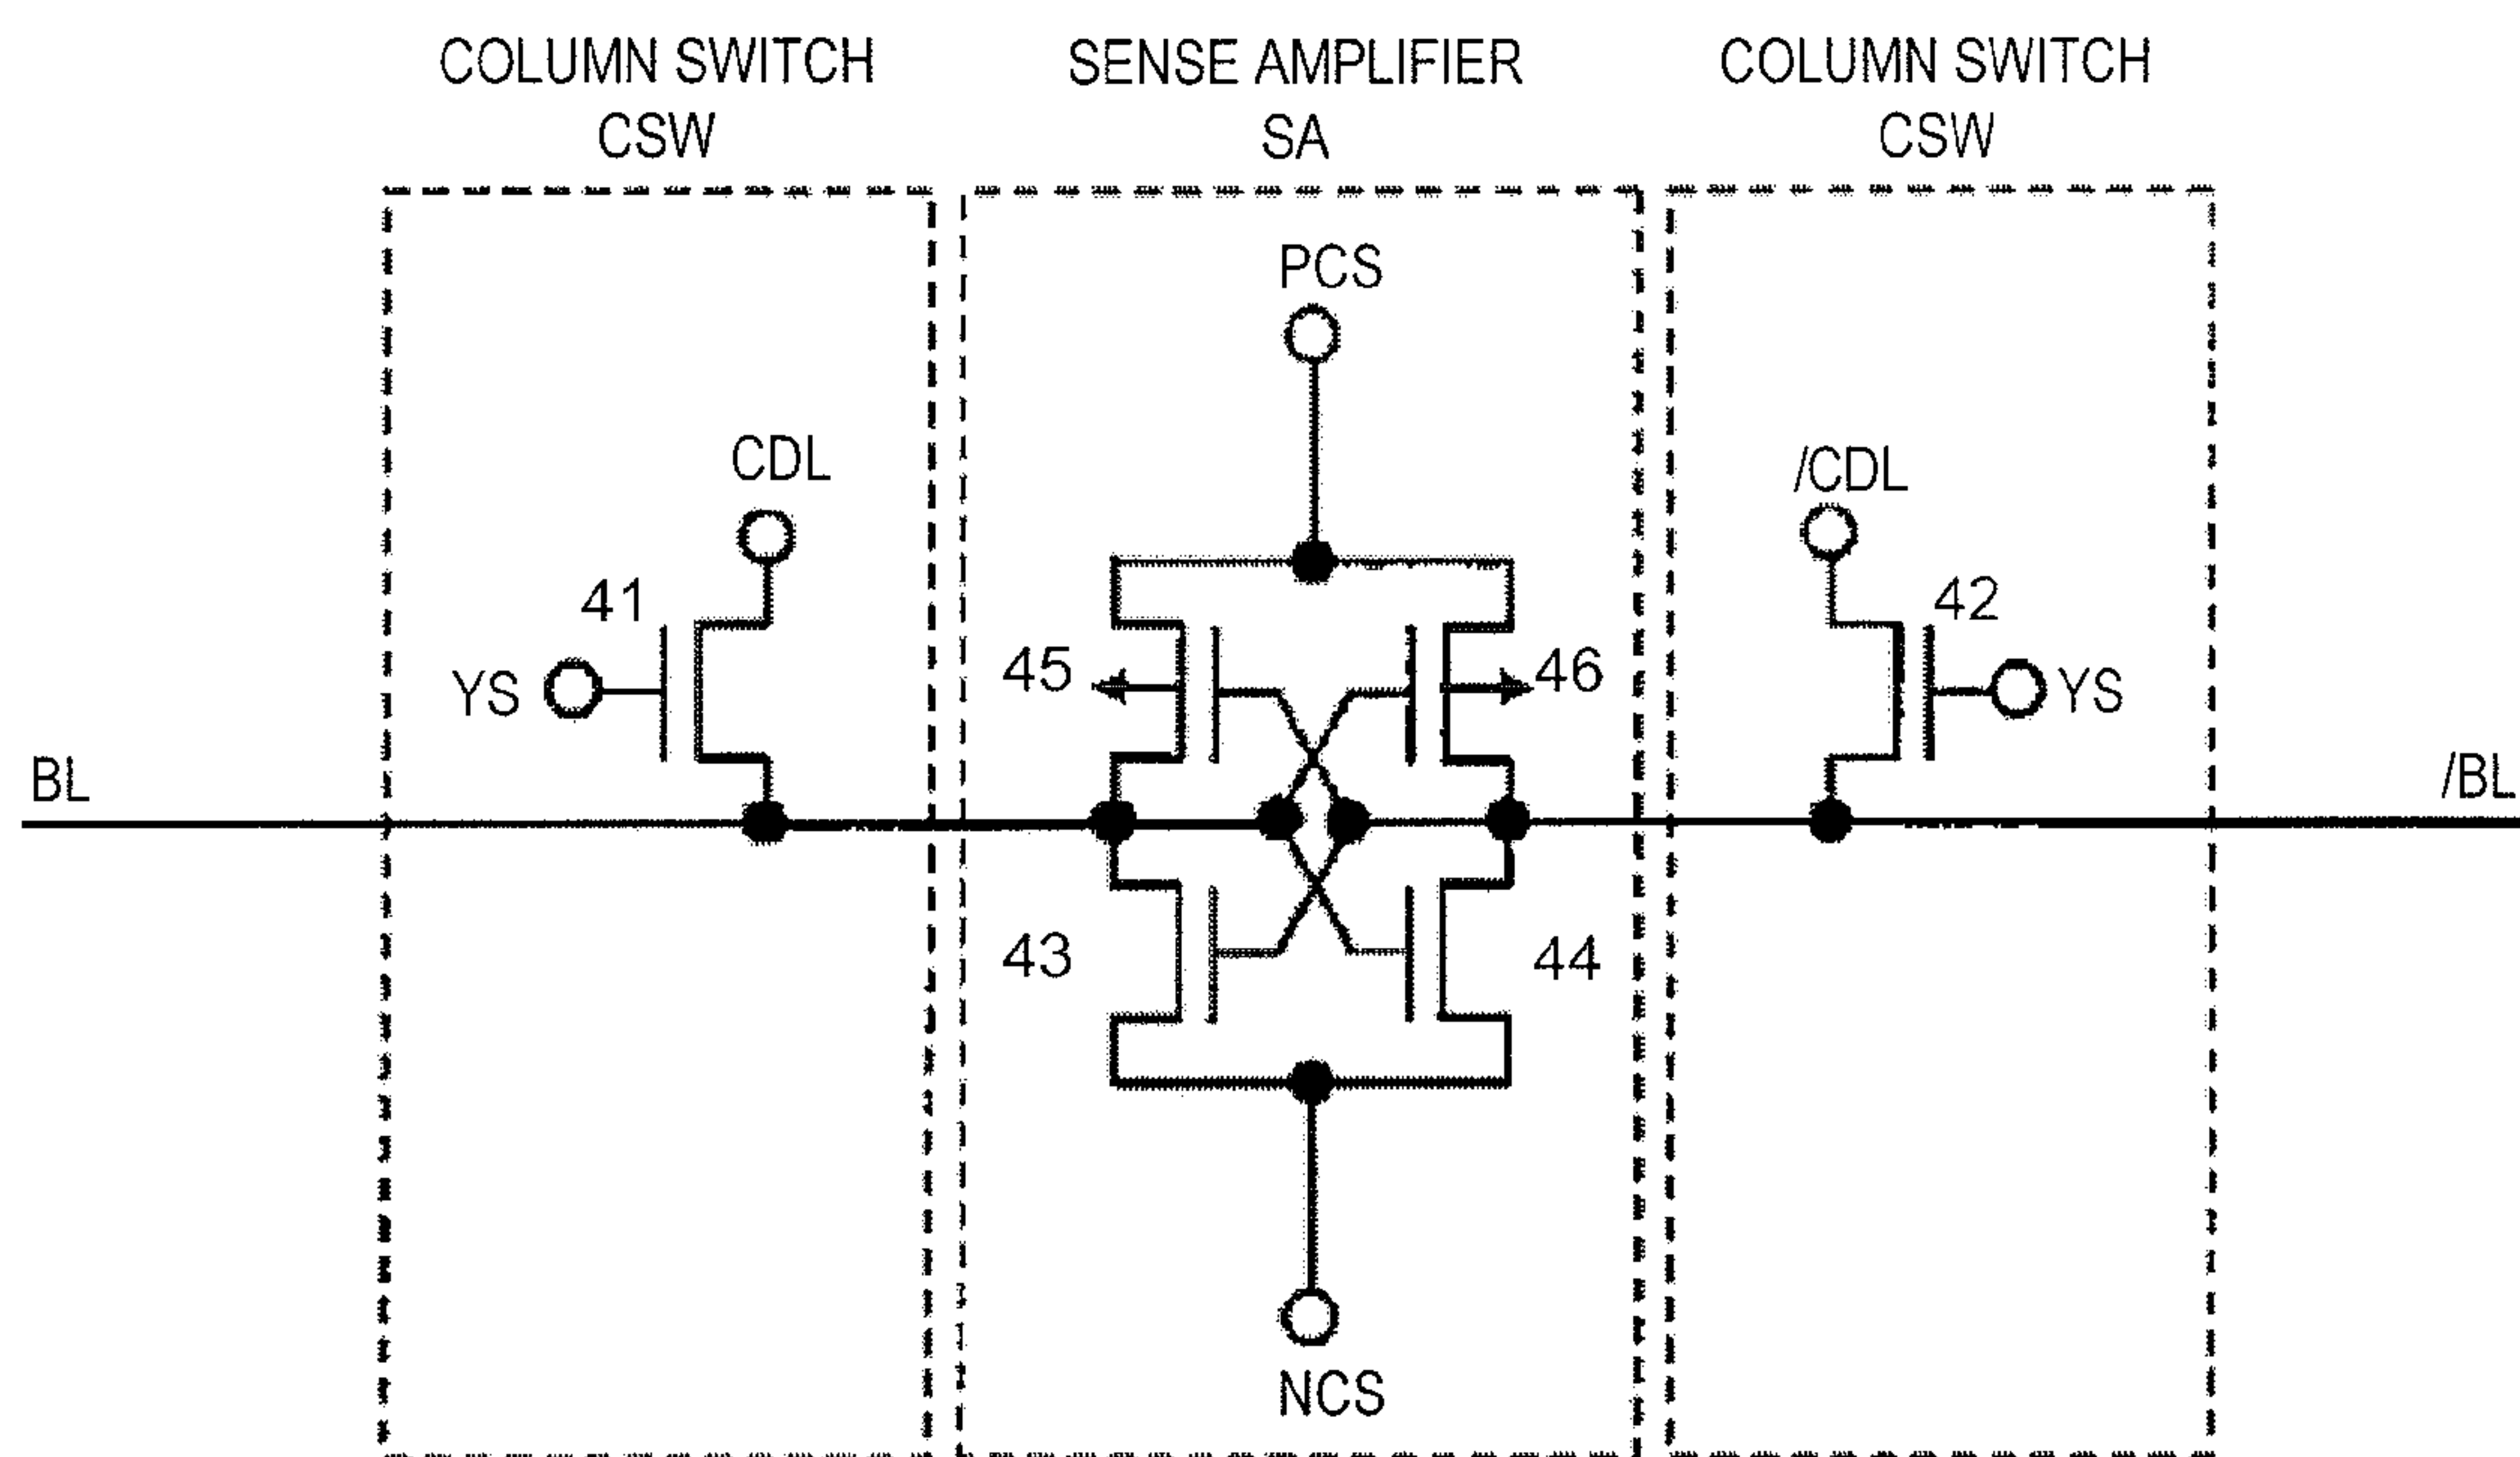 COLUMN SWITCH
CSW
SENSE AMPLIFIER
SA
COLUMN SWITCH
CSW
PCS
CDL
/CDL
41
42
45
46
YS
YS
BL
/BL
43
44
NCS